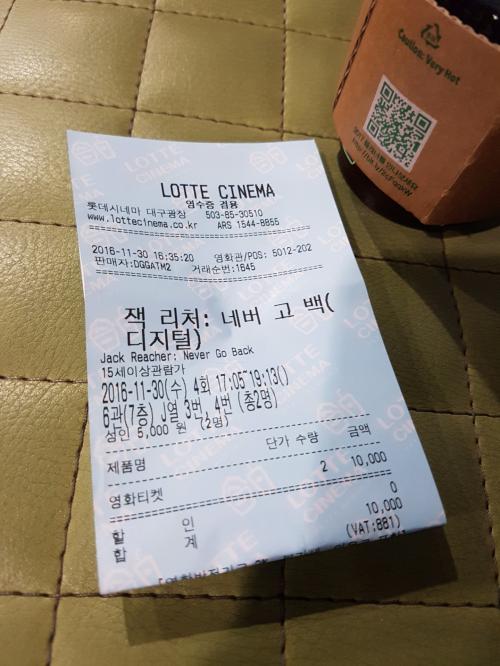 LOTTE CINEMA
영수증 겸용
롯데시네마 대구광장 503-85-30510
www.lottecinema.co.kr ARS 1544-8855
2016-11-30 16:35:20 영화관/POS: 5012-202
판매자:DGGATM2 거래순번:1645
잭 리처: 네버 고 백(
디지털)
Jack Reacher: Never Go Back
15세이상관람가
2016-11-30(수) 4회 17:05~19:13()
6관(7층) J열 3번, 4번 (총2명)
성인 5,000 원 (2명)
제품명 단가 수량 금액
영화티켓 2 10,000
할 인 0
합 계 10,000
(VAT:881)
Caution: Very Hot